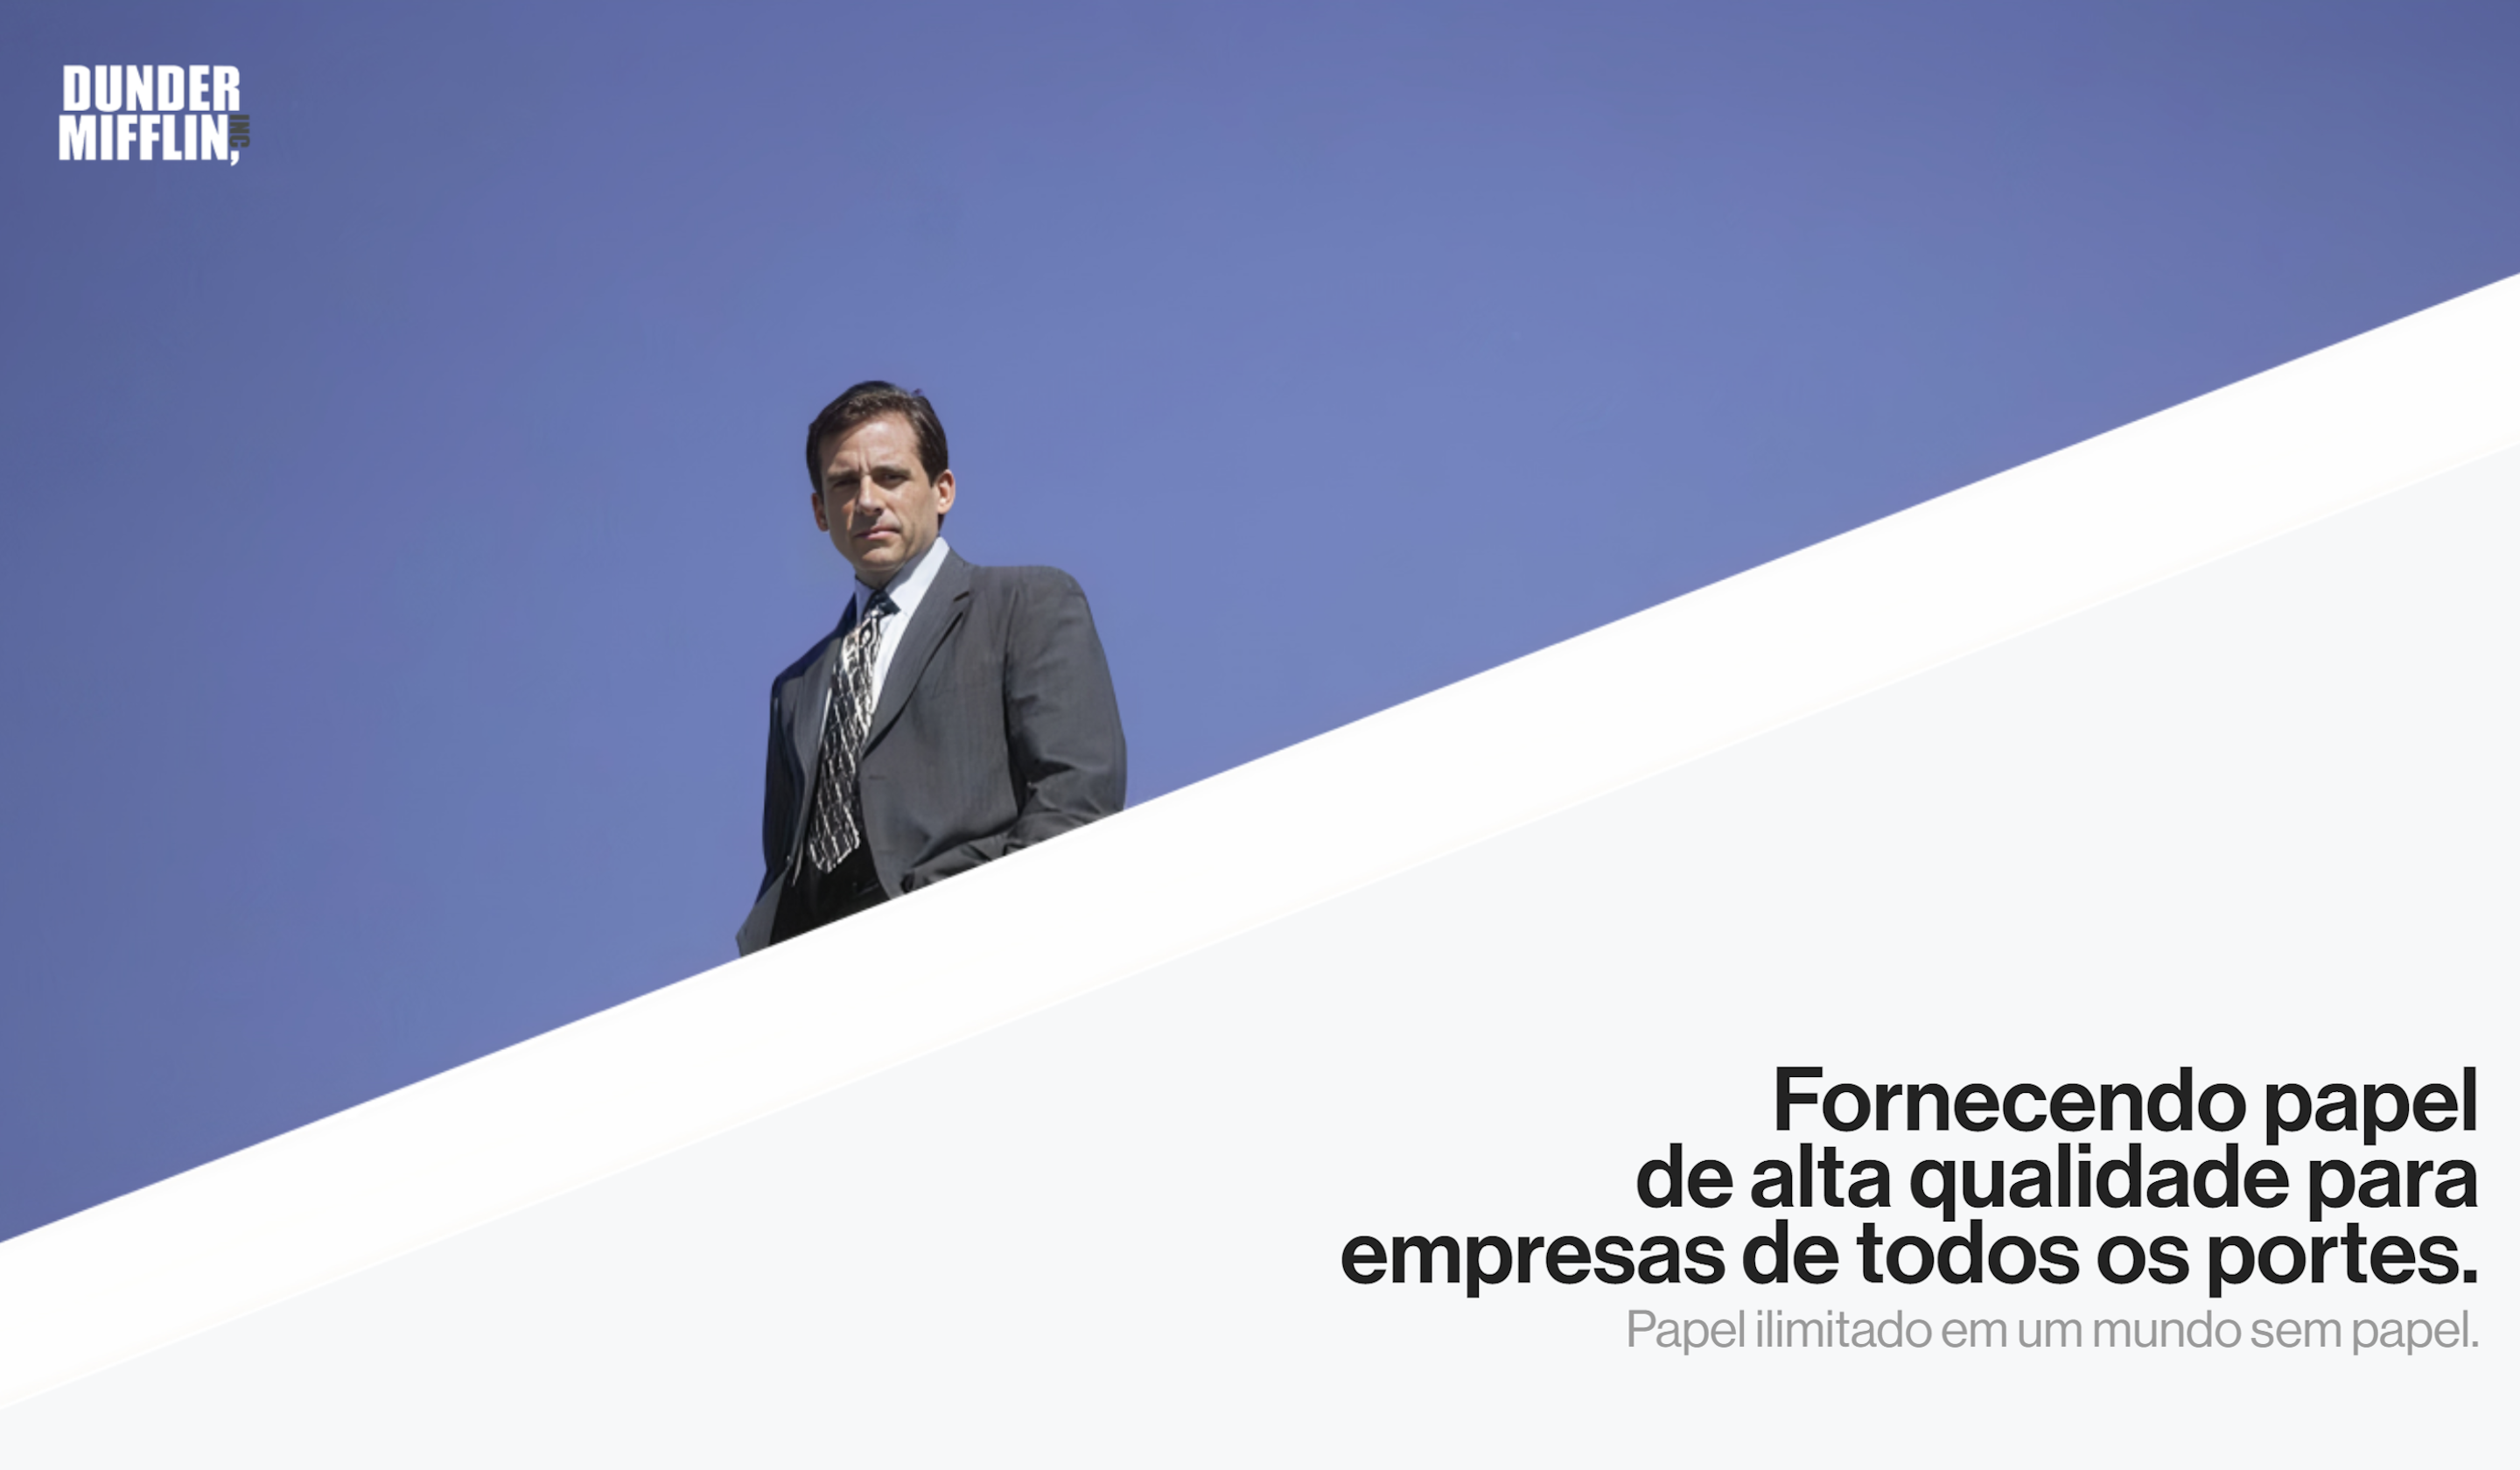 DUNDER
MIFFLIN,
INC
Fornecendo papel
de alta qualidade para
empresas de todos os portes.
Papel ilimitado em um mundo sem papel.